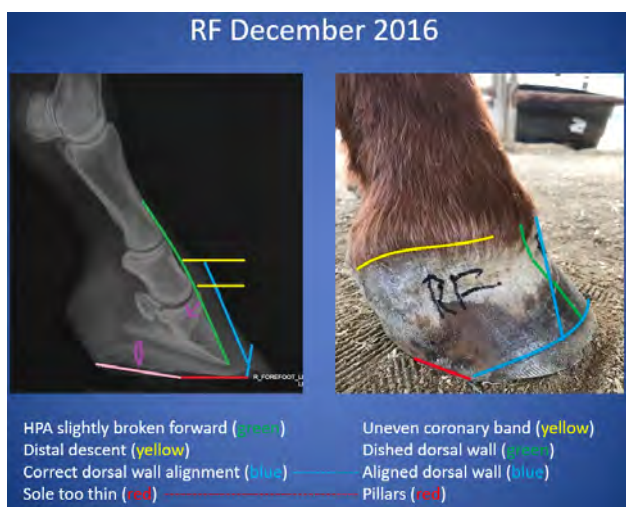 RF December 2016
RF
R_FOREFOOT_L
HPA slightly broken forward (green)
Distal descent (yellow)
Correct dorsal wall alignment (blue)
Sole too thin (red)
Uneven coronary band (yellow)
Dished dorsal wall (green)
Aligned dorsal wall (blue)
Pillars (red)